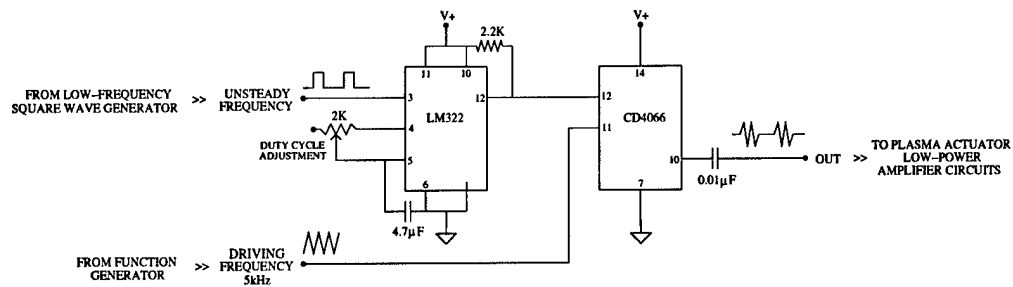 V+
2.2K
V+
11
10
14
FROM LOW-FREQUENCY
SQUARE WAVE GENERATOR
>>
UNSTEADY
FREQUENCY
3
12
LM322
12
CD4066
2K
4
11
DUTY CYCLE
ADJUSTMENT
5
10
OUT
>>
TO PLASMA ACTUATOR
LOW-POWER
AMPLIFIER CIRCUITS
0.01µF
6
1
7
4.7µF
FROM FUNCTION
GENERATOR
>>
DRIVING
FREQUENCY
5kHz